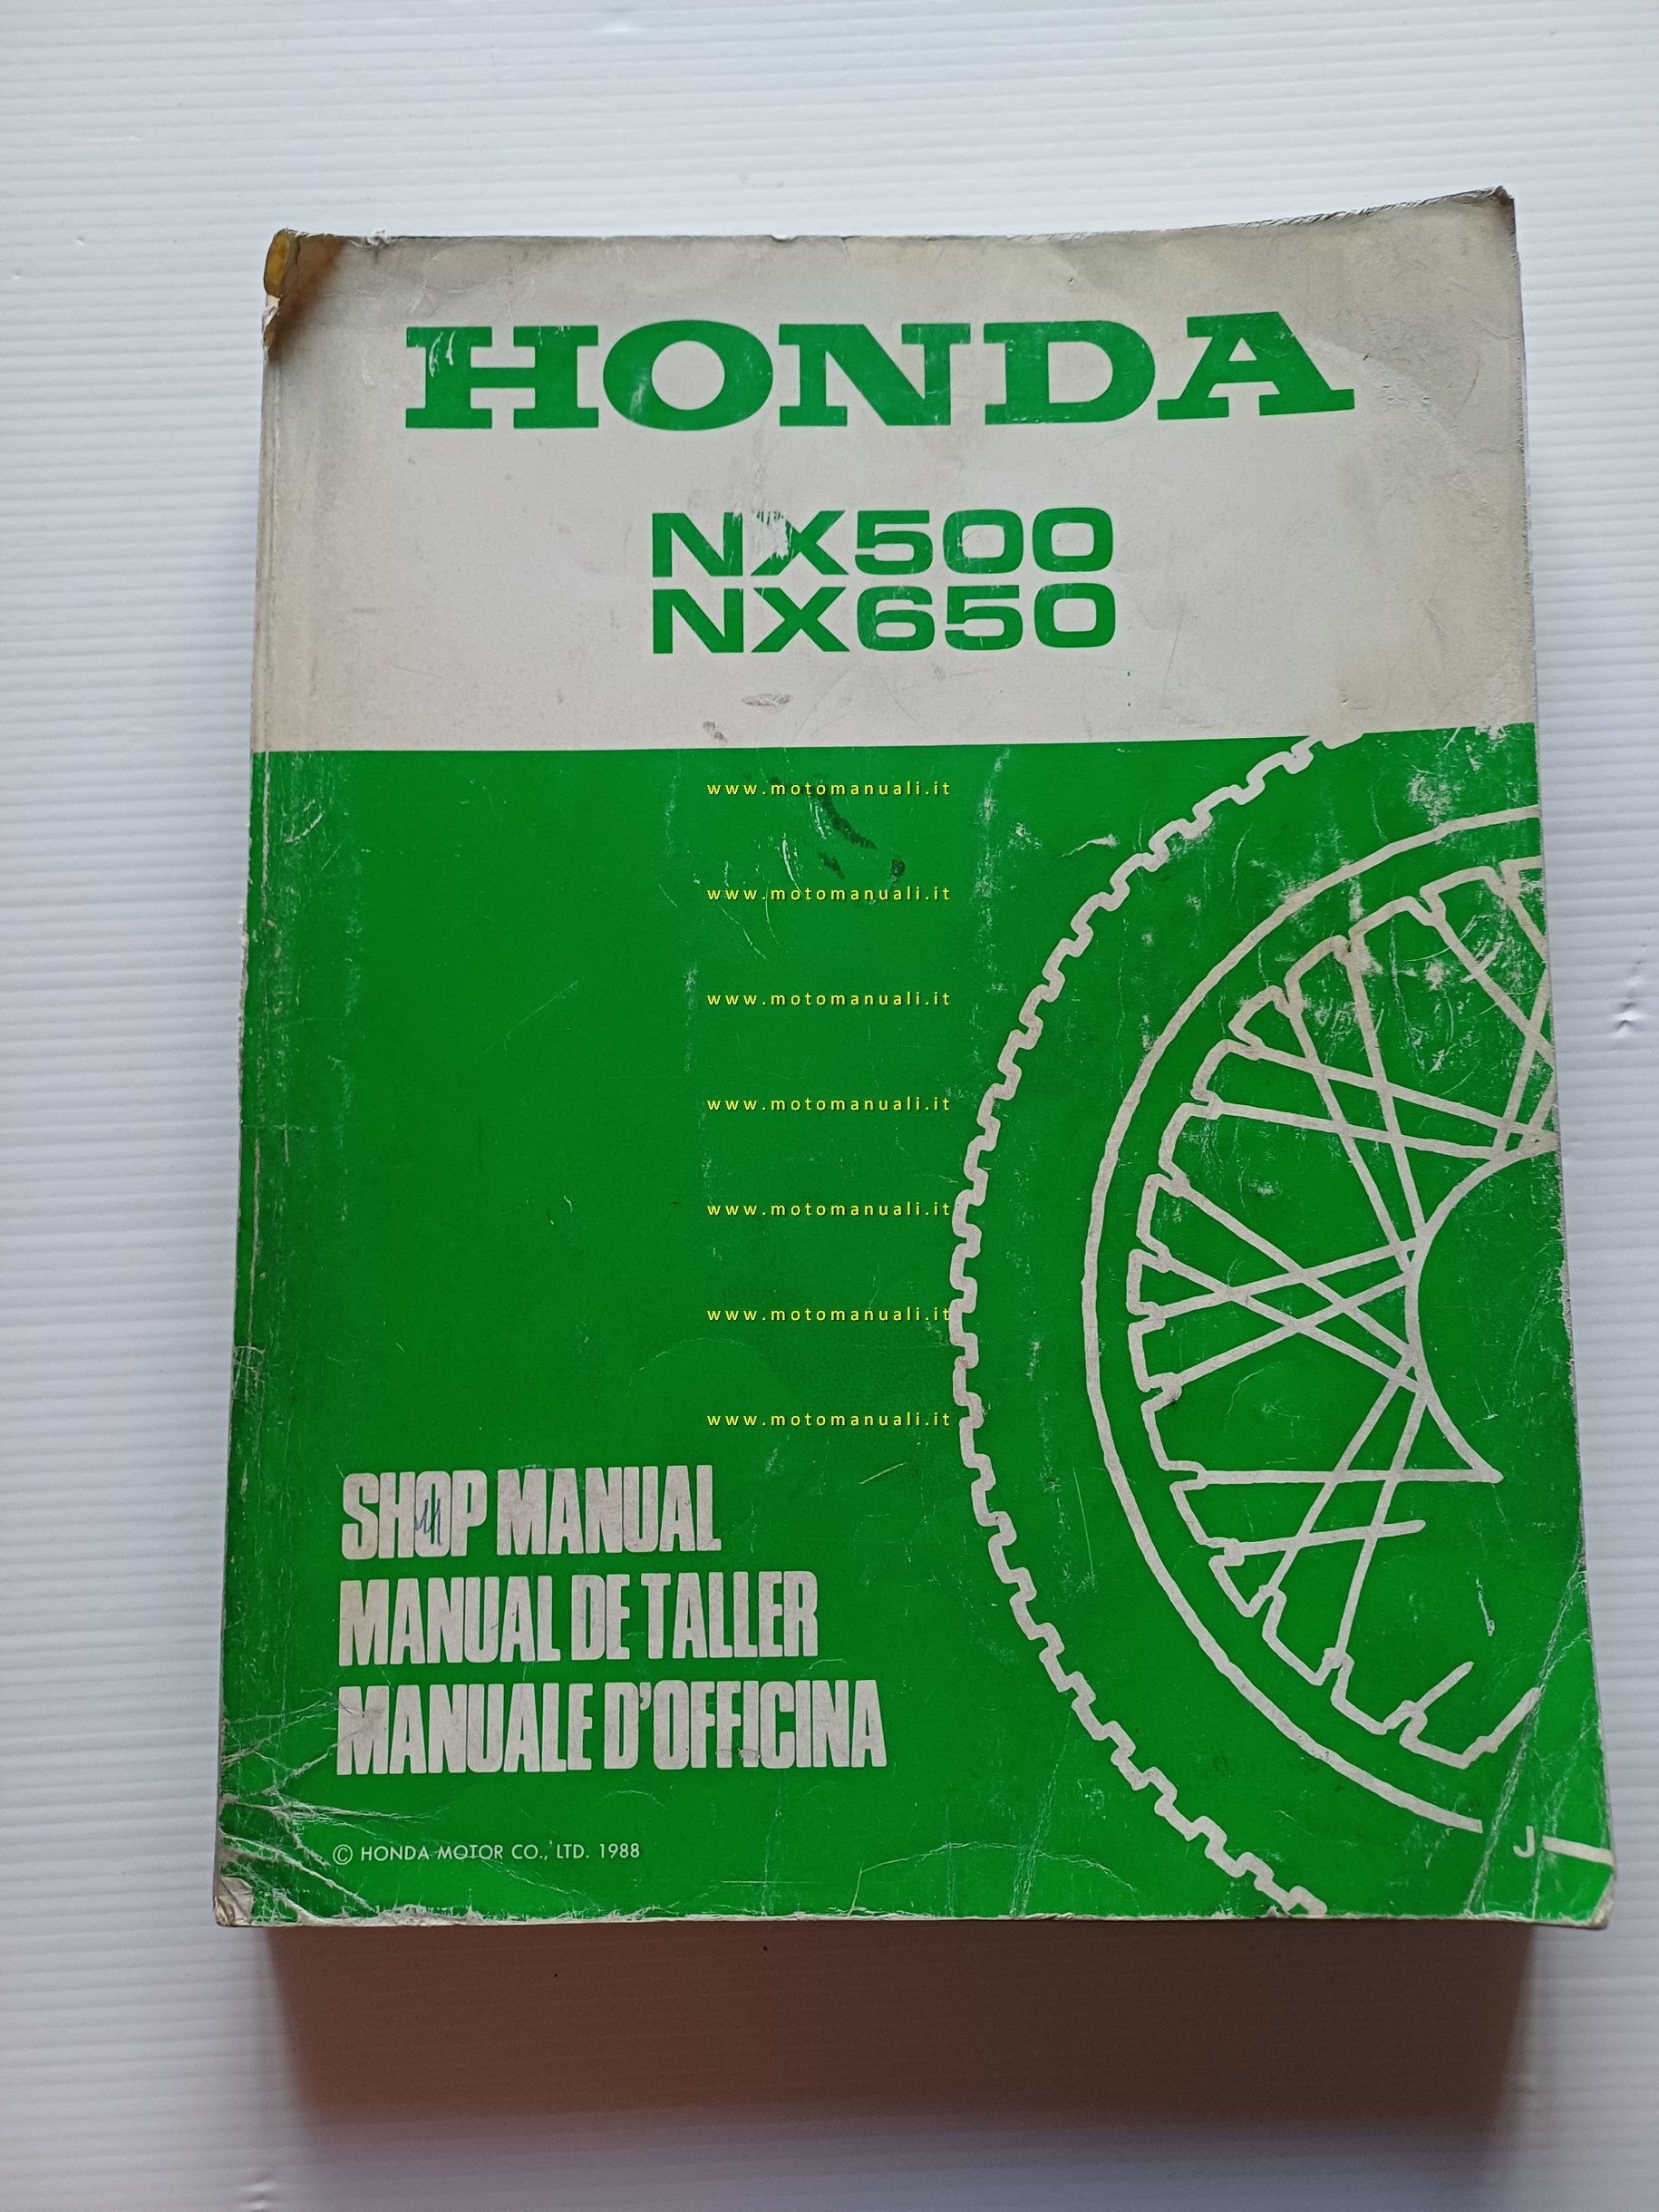 HONDA
NX500
NX650
www.motomanuali.it
www.motomanuali.it
www.motomanuali.it
www.motomanuali.it
www.motomanuali.it
www.motomanuali.it
www.motomanuali.it
SHOP MANUAL
MANUAL DE TALLER
MANUALE D'OFFICINA
© HONDA MOTOR CO., LTD. 1988
J